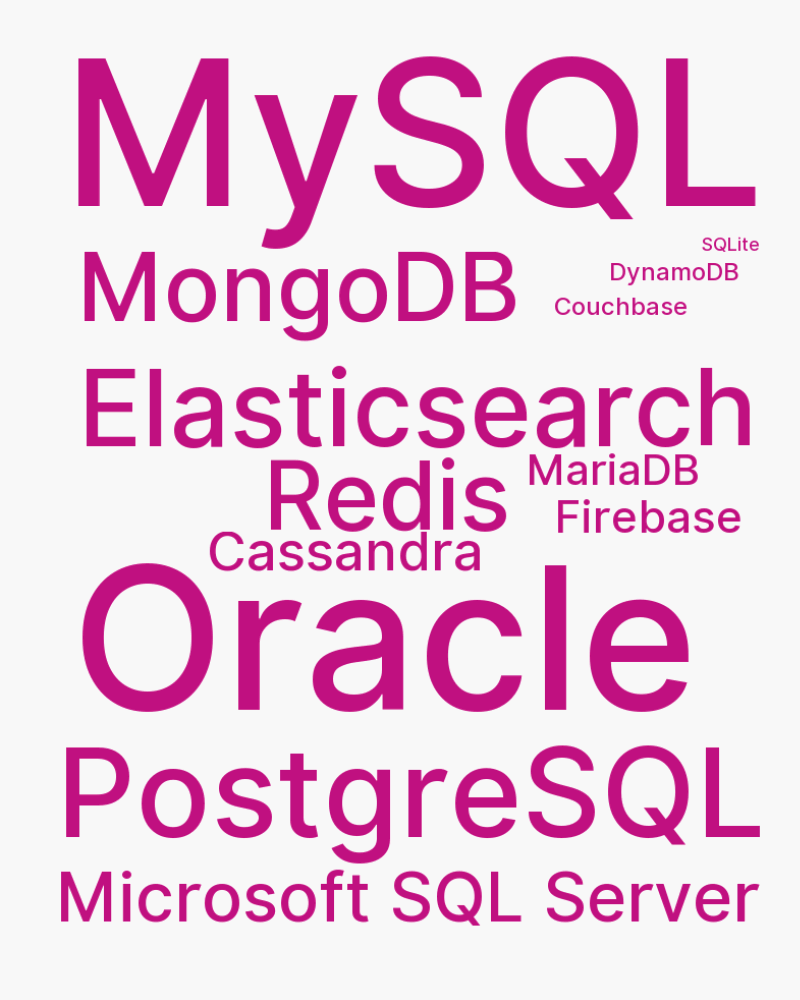 MySQL
SQLite
MongoDB
DynamoDB
Couchbase
Elasticsearch
MariaDB
Redis
Firebase
Cassandra
Oracle
PostgreSQL
Microsoft SQL Server